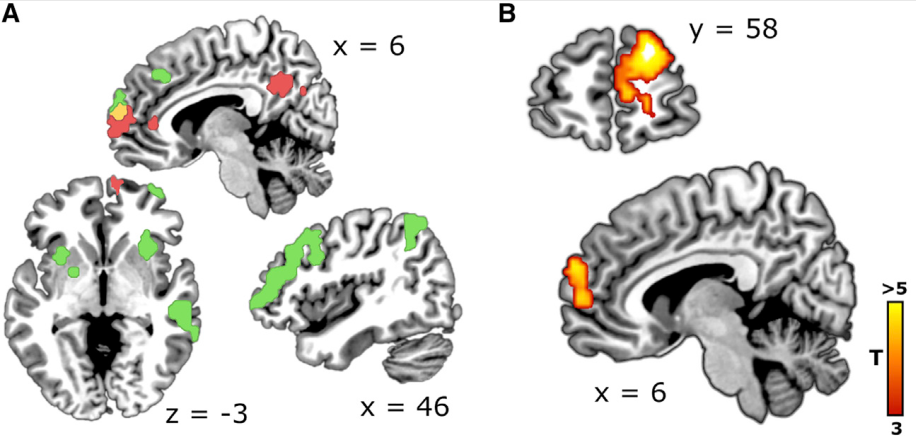 A
x = 6
z = -3
x = 46
B
y = 58
x = 6
>5
T
3